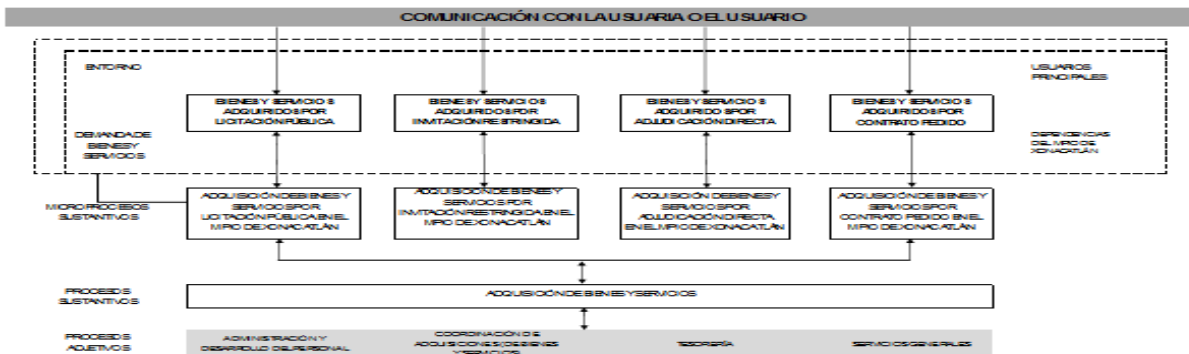 COMUNICACIÓN CON LA USUARIA O EL USUARIO
ENTORNO
USUARIOS
PRINCIPALES
BIENES Y SERVICIOS
ADQUIRIDOS POR
LICITACIÓN PÚBLICA
BIENES Y SERVICIOS
ADQUIRIDOS POR
INVITACIÓN RESTRINGIDA
BIENES Y SERVICIOS
ADQUIRIDOS POR
ADJUDICACIÓN DIRECTA
BIENES Y SERVICIOS
ADQUIRIDOS POR
CONTRATO PEDIDO
DEMANDA DE
BIENES Y
SERVICIOS
DEPENDENCIAS
DEL MPIO DE
XONACATLÁN
MICROPROCESOS
SUSTANTIVOS
ADQUISICIÓN DE BIENES Y
SERVICIOS POR
LICITACIÓN PÚBLICA EN EL
MPIO DE XONACATLÁN
ADQUISICIÓN DE BIENES Y
SERVICIOS POR
INVITACIÓN RESTRINGIDA EN EL
MPIO DE XONACATLÁN
ADQUISICIÓN DE BIENES Y
SERVICIO POR
ADJUDICACIÓN DIRECTA
EN EL MPIO DE XONACATLÁN
ADQUISICIÓN DE BIENES Y
SERVICIO POR
CONTRATO PEDIDO EN EL
MPIO DE XONACATLÁN
PROCESOS
SUSTANTIVOS
ADQUISICIÓN DE BIENES Y SERVICIOS
PROCESOS
ADJETIVOS
ADMINISTRACIÓN Y
DESARROLLO DEL PERSONAL
COORDINACIÓN DE
ADQUISICIONES (DE BIENES
Y SERVICIOS)
TESORERÍA
SERVICIOS GENERALES